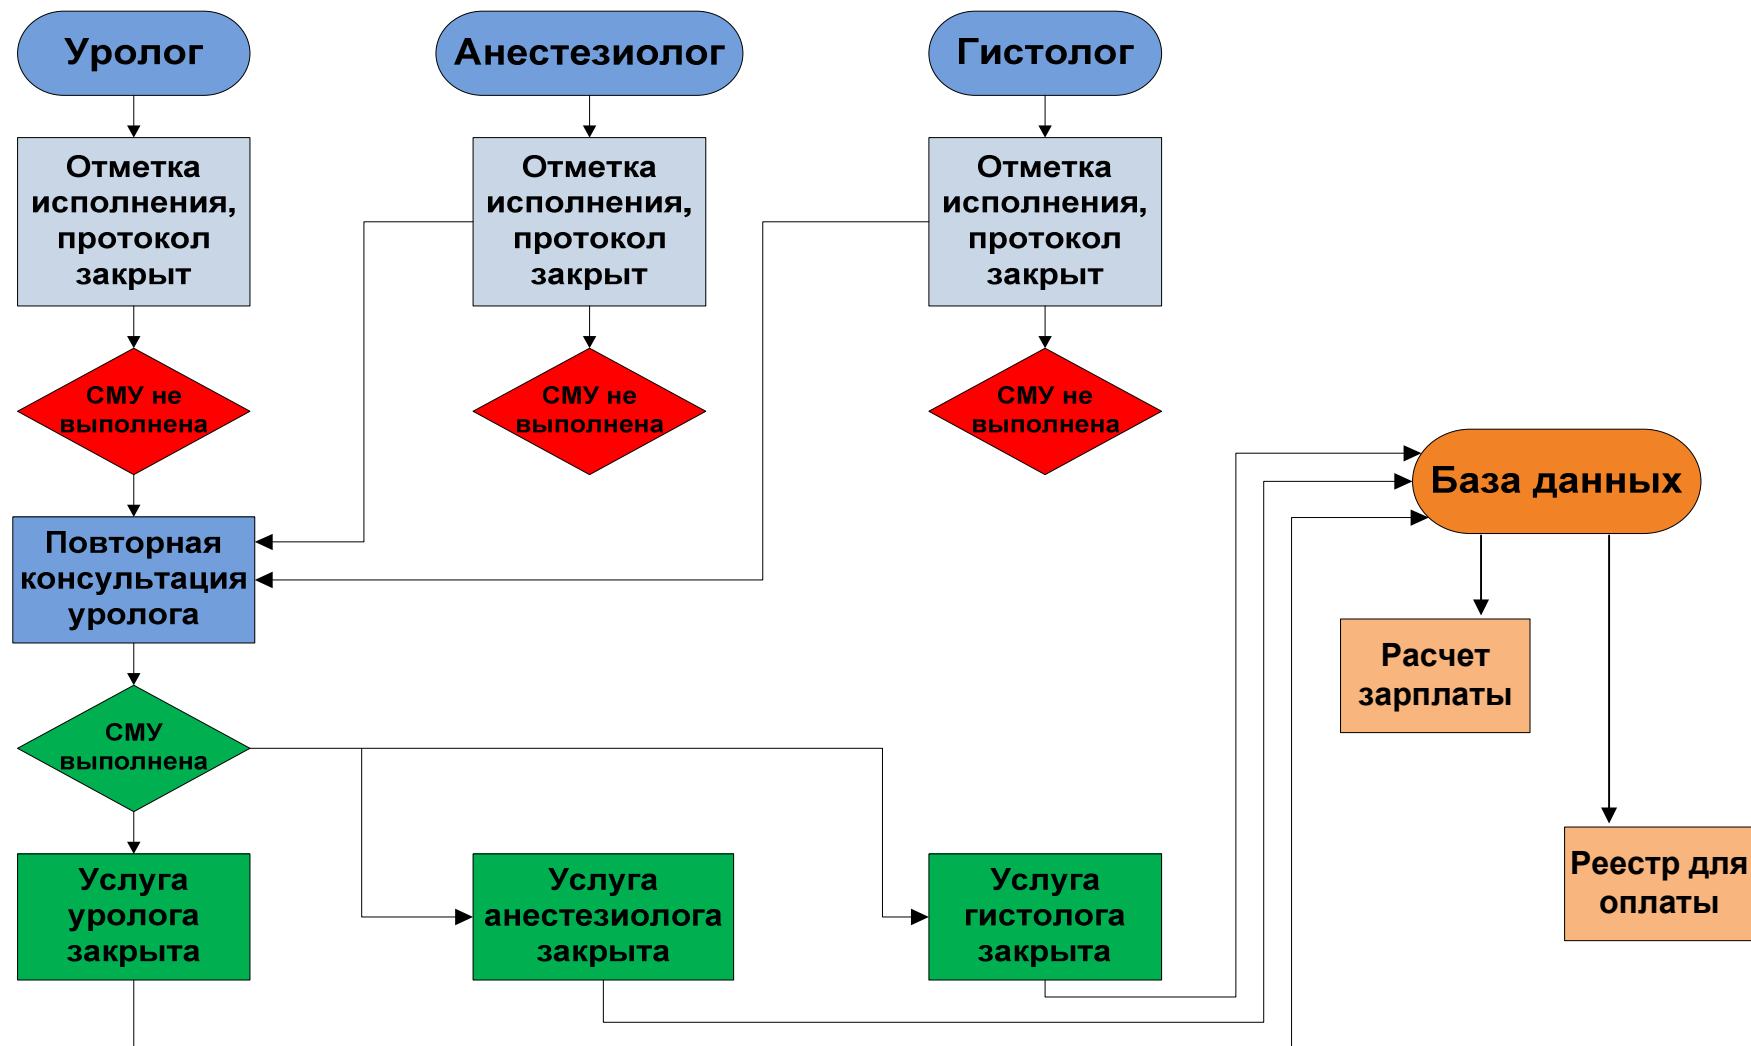 Уролог
Анестезиолог
Гистолог
Отметка
исполнения,
протокол
закрыт
Отметка
исполнения,
протокол
закрыт
Отметка
исполнения,
протокол
закрыт
СМУ не
выполнена
СМУ не
выполнена
СМУ не
выполнена
База данных
Повторная
консультация
уролога
Расчет
зарплаты
СМУ
выполнена
Реестр для
оплаты
Услуга
уролога
закрыта
Услуга
анестезиолога
закрыта
Услуга
гистолога
закрыта